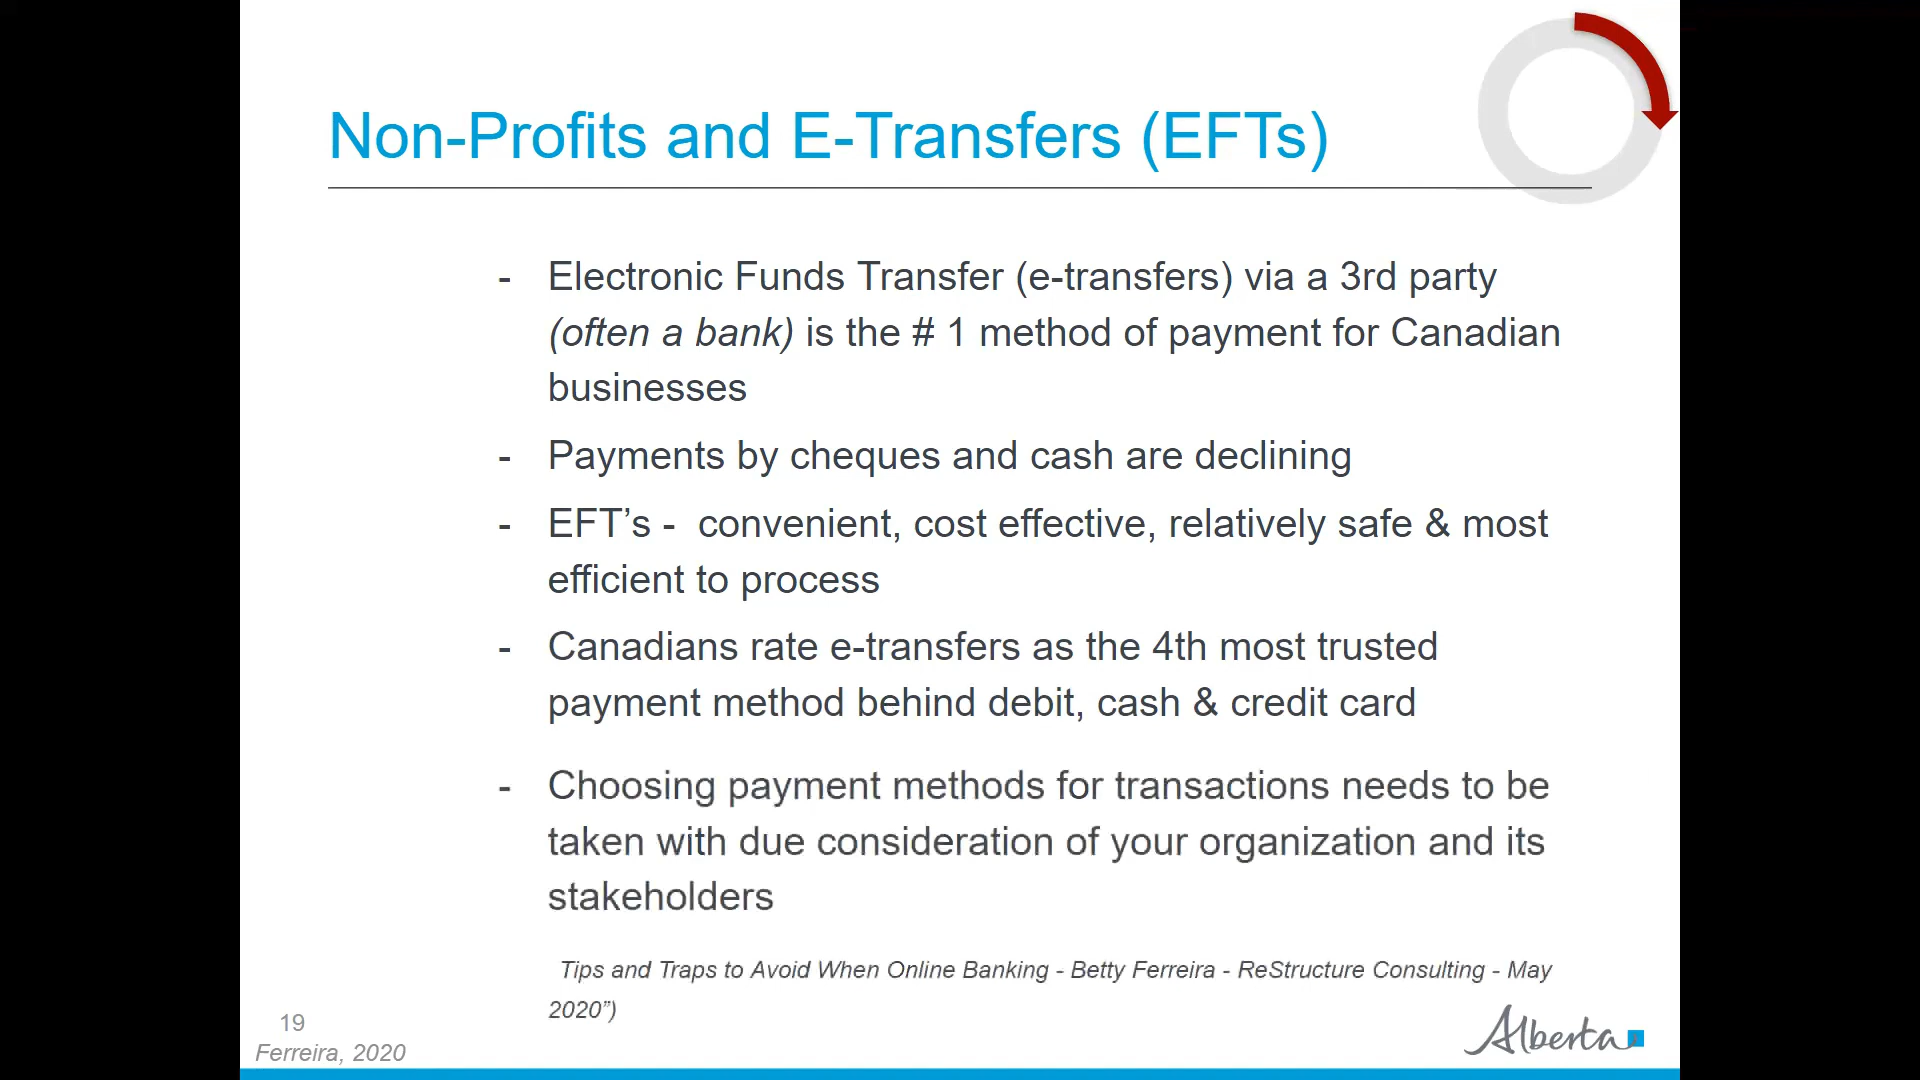 Non-Profits and E-Transfers (EFTs)
- Electronic Funds Transfer (e-transfers) via a 3rd party
(often a bank) is the # 1 method of payment for Canadian
businesses
- Payments by cheques and cash are declining
- EFT’s -  convenient, cost effective, relatively safe & most
efficient to process
- Canadians rate e-transfers as the 4th most trusted
payment method behind debit, cash & credit card
- Choosing payment methods for transactions needs to be
taken with due consideration of your organization and its
stakeholders
Tips and Traps to Avoid When Online Banking - Betty Ferreira - ReStructure Consulting - May
2020”)
19
Ferreira, 2020
Alberta